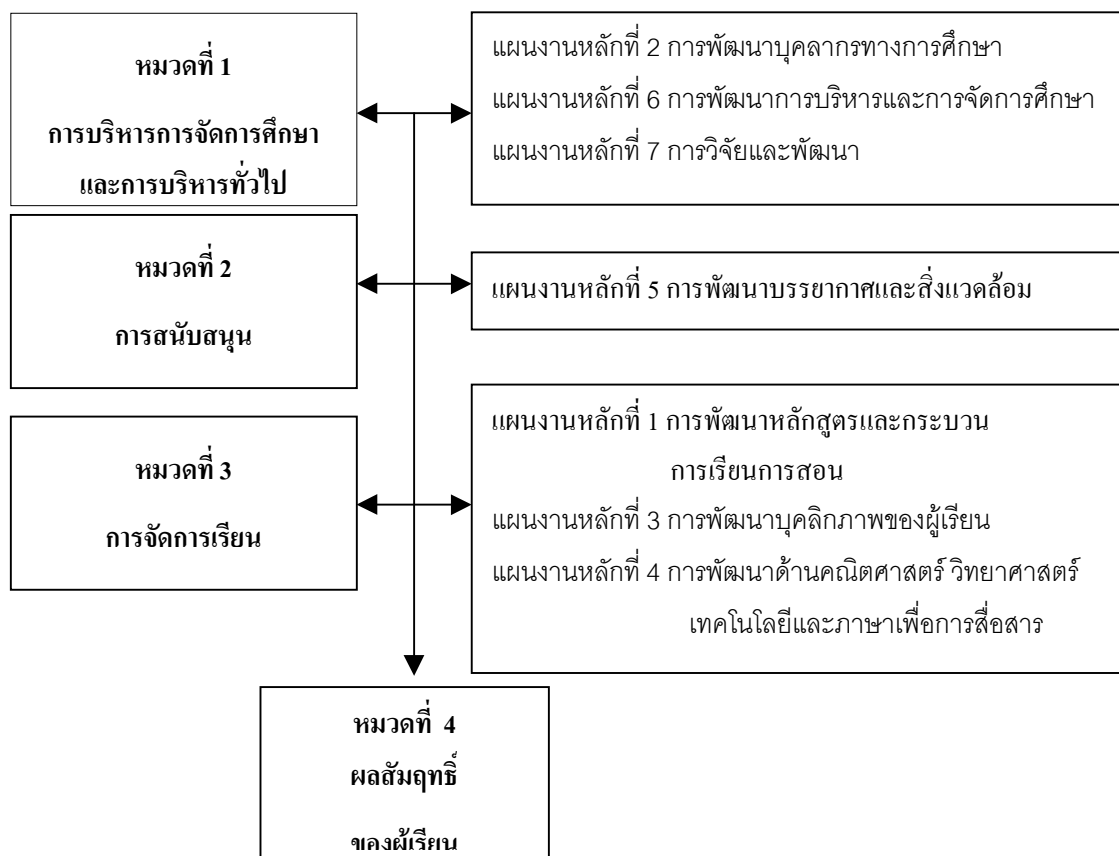 หมวดที่ 1
การบริหารการจัดการศึกษา
และการบริหารทั่วไป
แผนงานหลักที่ 2 การพัฒนาบุคลากรทางการศึกษา
แผนงานหลักที่ 6 การพัฒนาการบริหารและการจัดการศึกษา
แผนงานหลักที่ 7 การวิจัยและพัฒนา
หมวดที่ 2
การสนับสนุน
แผนงานหลักที่ 5 การพัฒนาบรรยากาศและสิ่งแวดล้อม
หมวดที่ 3
การจัดการเรียน
แผนงานหลักที่ 1 การพัฒนาหลักสูตรและกระบวน
การเรียนการสอน
แผนงานหลักที่ 3 การพัฒนาบุคลิกภาพของผู้เรียน
แผนงานหลักที่ 4 การพัฒนาด้านคณิตศาสตร์ วิทยาศาสตร์
เทคโนโลยีและภาษาเพื่อการสื่อสาร
หมวดที่ 4
ผลสัมฤทธิ์
ของผู้เรียน